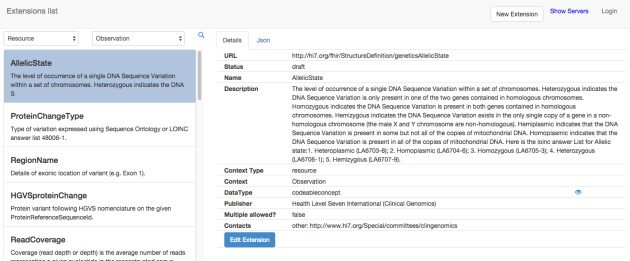 Extensions list
New Extension
Show Servers
Login
Resource
Observation
AllelicState
The level of occurrence of a single DNA Sequence Variation
within a set of chromosomes. Heterozygous indicates the DNA
S
ProteinChangeType
Type of variation expressed using Sequence Ontology or LOINC
answer list 48006-1.
RegionName
Details of exonic location of variant (e.g. Exon 1).
HGVSproteinChange
Protein variant following HGVS nomenclature on the given
ProteinReferenceSequenceId.
ReadCoverage
Coverage (read depth or depth) is the average number of reads
representing a given nucleotide in the reconstructed
Details
Json
URL http://hl7.org/fhir/StructureDefinition/geneticsAllelicState
Status draft
Name AllelicState
Description The level of occurrence of a single DNA Sequence Variation within a set of chromosomes. Heterozygous indicates the
DNA Sequence Variation is only present in one of the two genes contained in homologous chromosomes.
Homozygous indicates the DNA Sequence Variation is present in both genes contained in homologous
chromosomes. Hemizygous indicates the DNA Sequence Variation exists in the only single copy of a gene in a non-
homologous chromosome (the male X and Y chromosome are non-homologous). Hemiplasmic indicates that the DNA
Sequence Variation is present in some but not all of the copies of mitochondrial DNA. Homoplasmic indicates that the
DNA Sequence Variation is present in all of the copies of mitochondrial DNA. Here is the loinc answer List for Allelic
state:1. Heteroplasmic (LA6703-8); 2. Homoplasmic (LA6704-6); 3. Homozygous (LA6705-3); 4. Heterozygous
(LA6706-1); 5. Hemizygous (LA6707-9).
Context Type resource
Context Observation
DataType codeableconcept
Publisher Health Level Seven International (Clinical Genomics)
Multiple allowed? false
Contacts other: http://www.hl7.org/Special/committees/clingenomics
Edit Extension